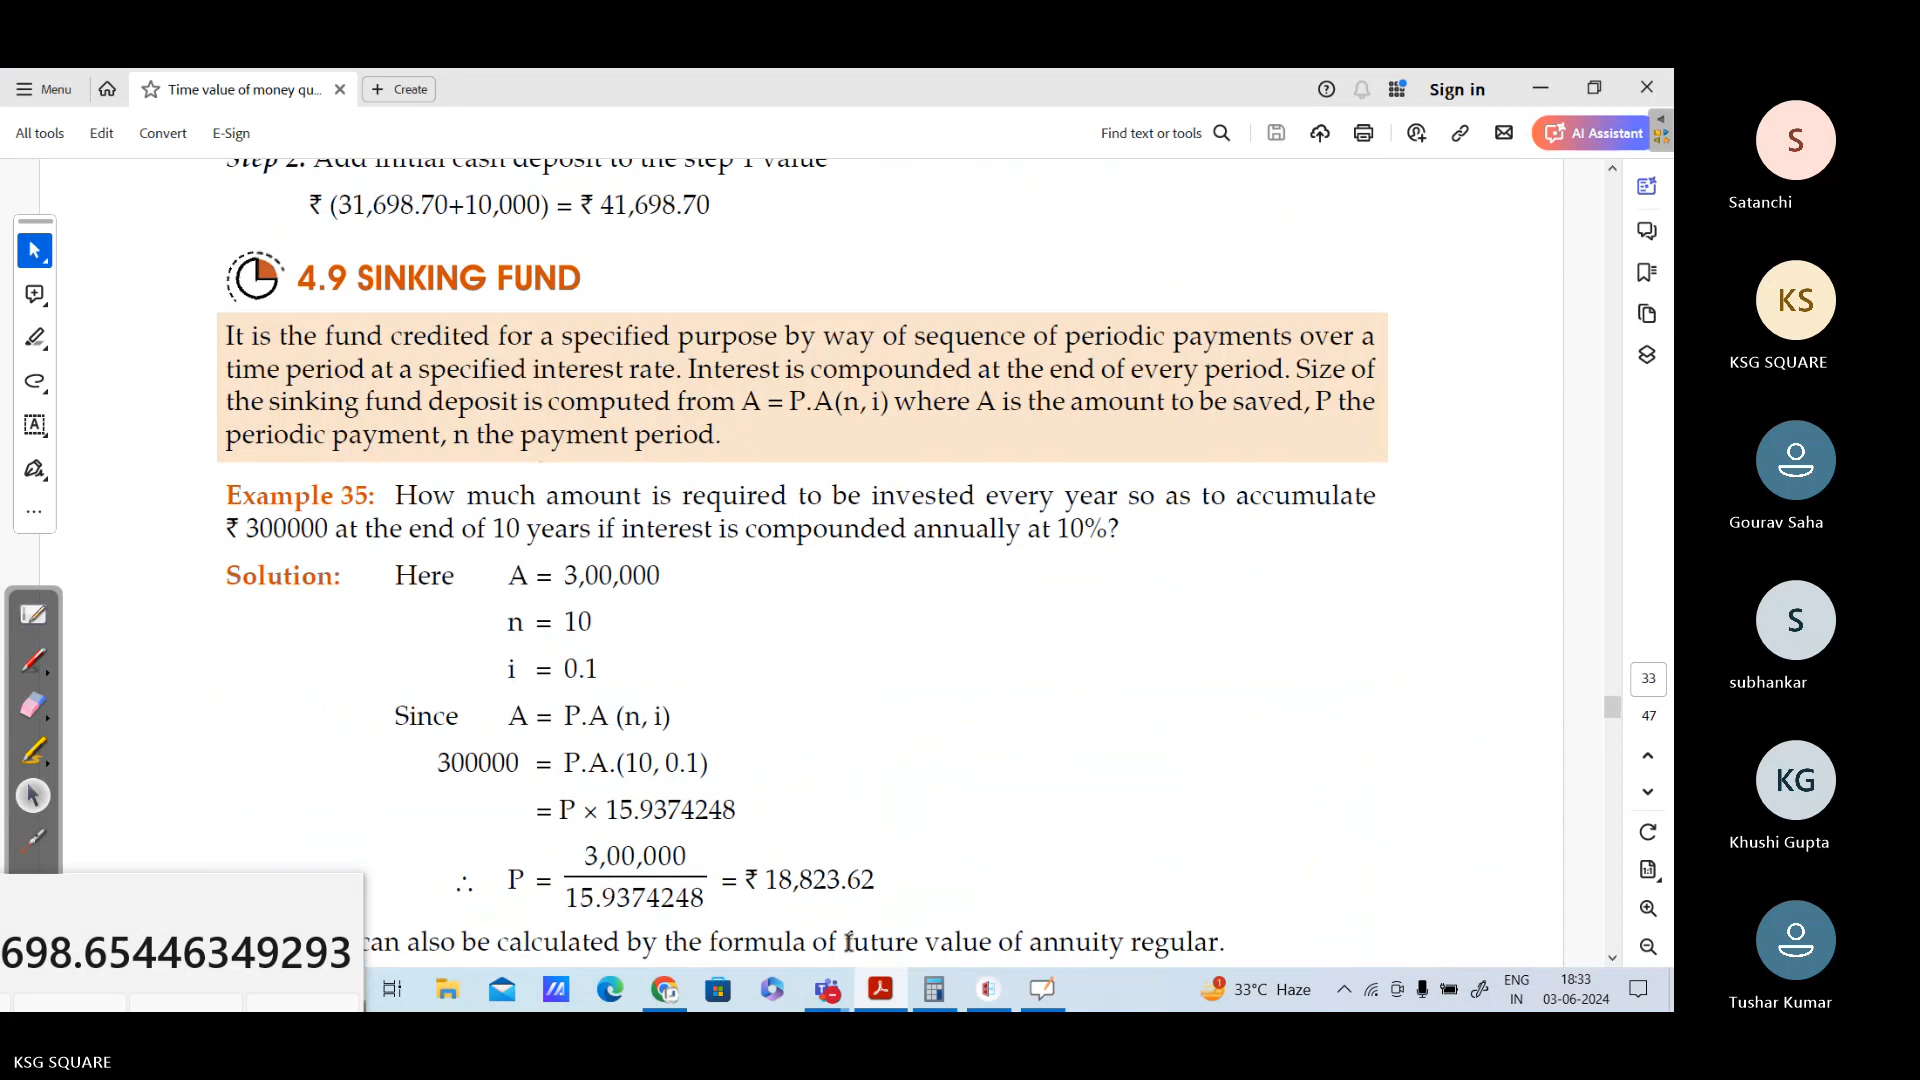 Menu
Time value of money qu...
Create
Sign in
All tools
Edit
Convert
E-Sign
Find text or tools
AI Assistant
Step 2: Add initial cash deposit to the step 1 value
₹ (31,698.70+10,000) = ₹ 41,698.70
4.9 SINKING FUND
It is the fund credited for a specified purpose by way of sequence of periodic payments over a
time period at a specified interest rate. Interest is compounded at the end of every period. Size of
the sinking fund deposit is computed from A = P.A(n, i) where A is the amount to be saved, P the
periodic payment, n the payment period.
Example 35: How much amount is required to be invested every year so as to accumulate
₹ 300000 at the end of 10 years if interest is compounded annually at 10%?
Solution: Here A = 3,00,000
n = 10
i = 0.1
Since A = P.A (n, i)
300000 = P.A.(10, 0.1)
= P × 15.9374248
∴ P = 3,00,000 / 15.9374248 = ₹ 18,823.62
can also be calculated by the formula of future value of annuity regular.
698.65446349293
33
47
33°C Haze
ENG
IN
18:33
03-06-2024
S
Satanchi
KS
KSG SQUARE
Gourav Saha
S
subhankar
KG
Khushi Gupta
Tushar Kumar
KSG SQUARE